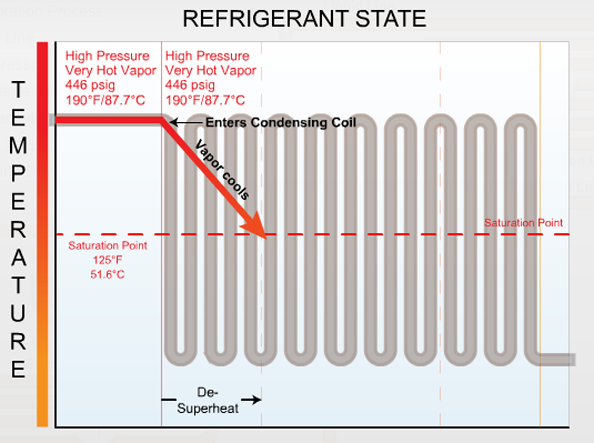 REFRIGERANT STATE
TEMPERATURE
High Pressure
Very Hot Vapor
446 psig
190°F/87.7°C
High Pressure
Very Hot Vapor
446 psig
190°F/87.7°C
Enters Condensing Coil
Vapor cools
Saturation Point
Saturation Point
125°F
51.6°C
De-
Superheat